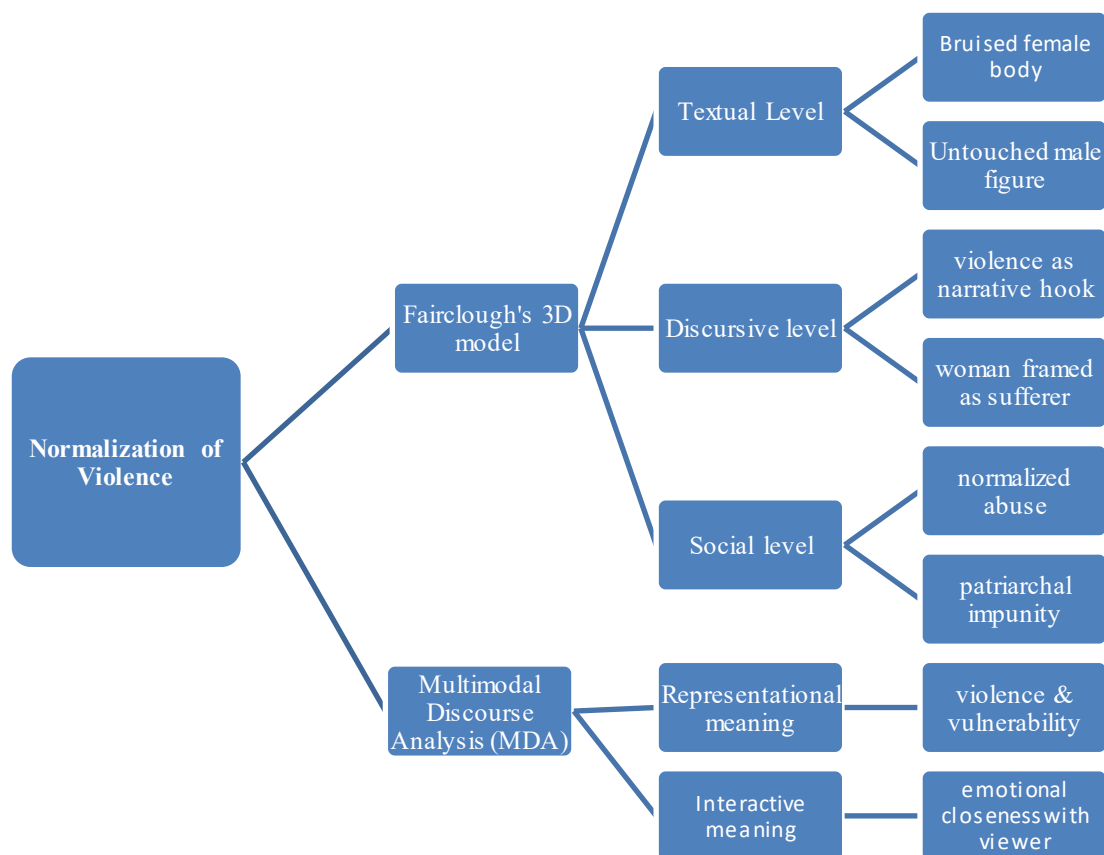 Normalization of
Violence
Fairclough's 3D
model
Textual Level
Bruised female
body
Untouched male
figure
Discursive level
violence as
narrative hook
woman framed
as sufferer
Social level
normalized
abuse
patriarchal
impunity
Multimodal
Discourse
Analysis (MDA)
Representational
meaning
violence &
vulnerability
Interactive
meaning
emotional
closeness with
viewer